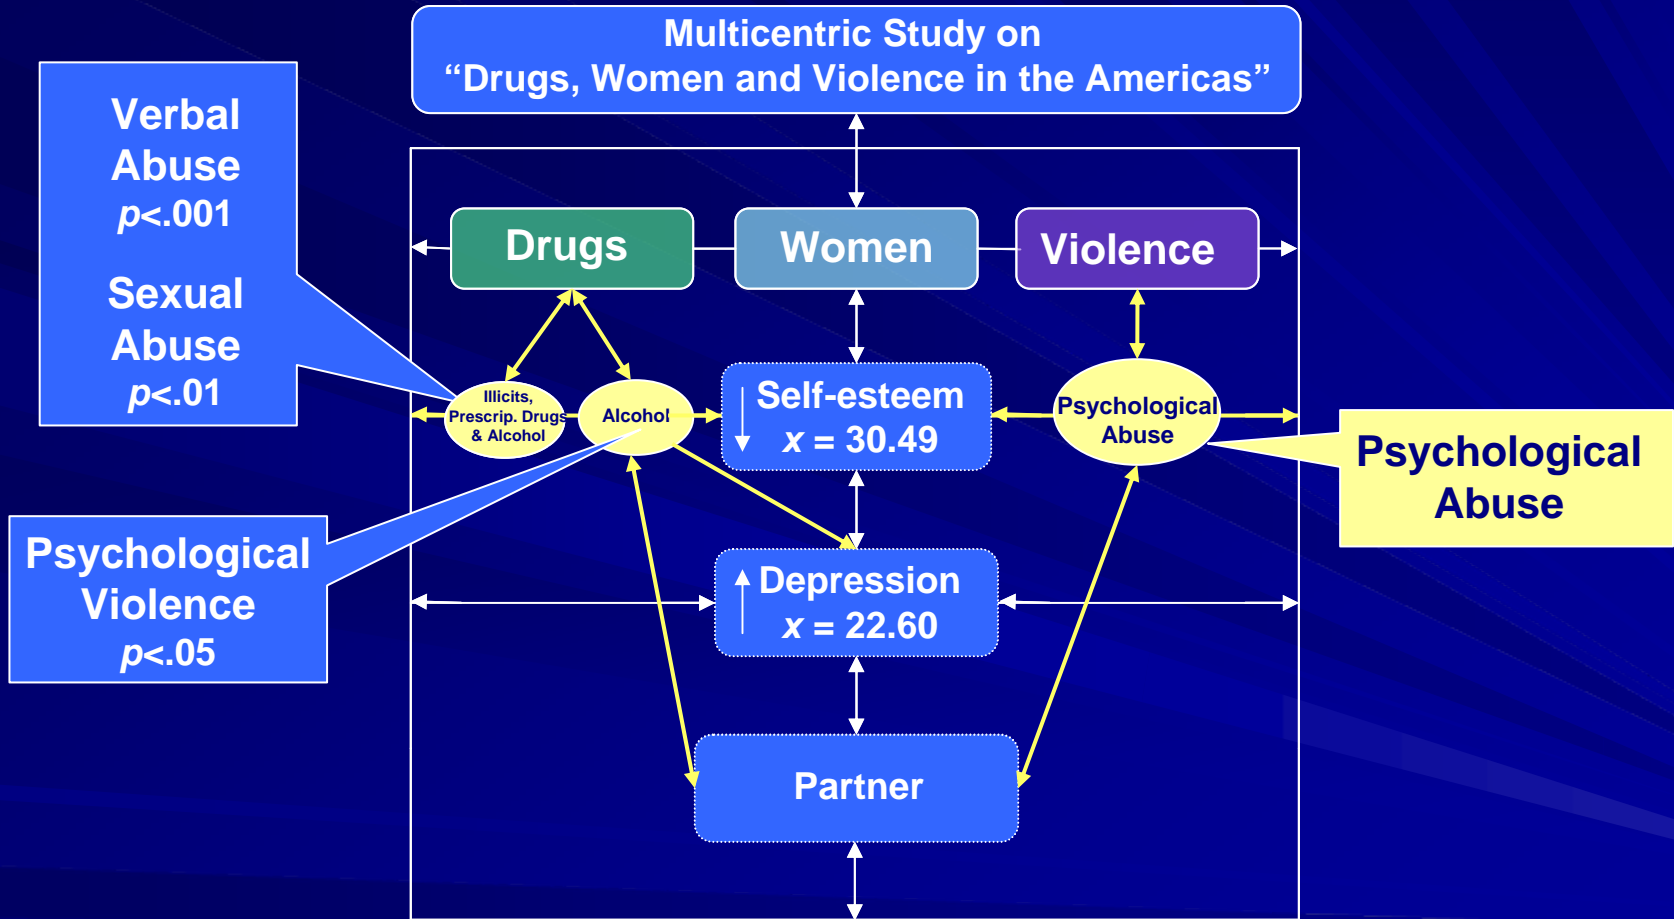 Multicentric Study on
“Drugs, Women and Violence in the Americas”
Verbal
Abuse
p<.001
Sexual
Abuse
p<.01
Drugs
Women
Violence
Illicits,
Prescrip. Drugs
& Alcohol
Alcohol
Self-esteem
x = 30.49
Psychological
Abuse
Psychological
Abuse
Psychological
Violence
p<.05
Depression
x = 22.60
Partner